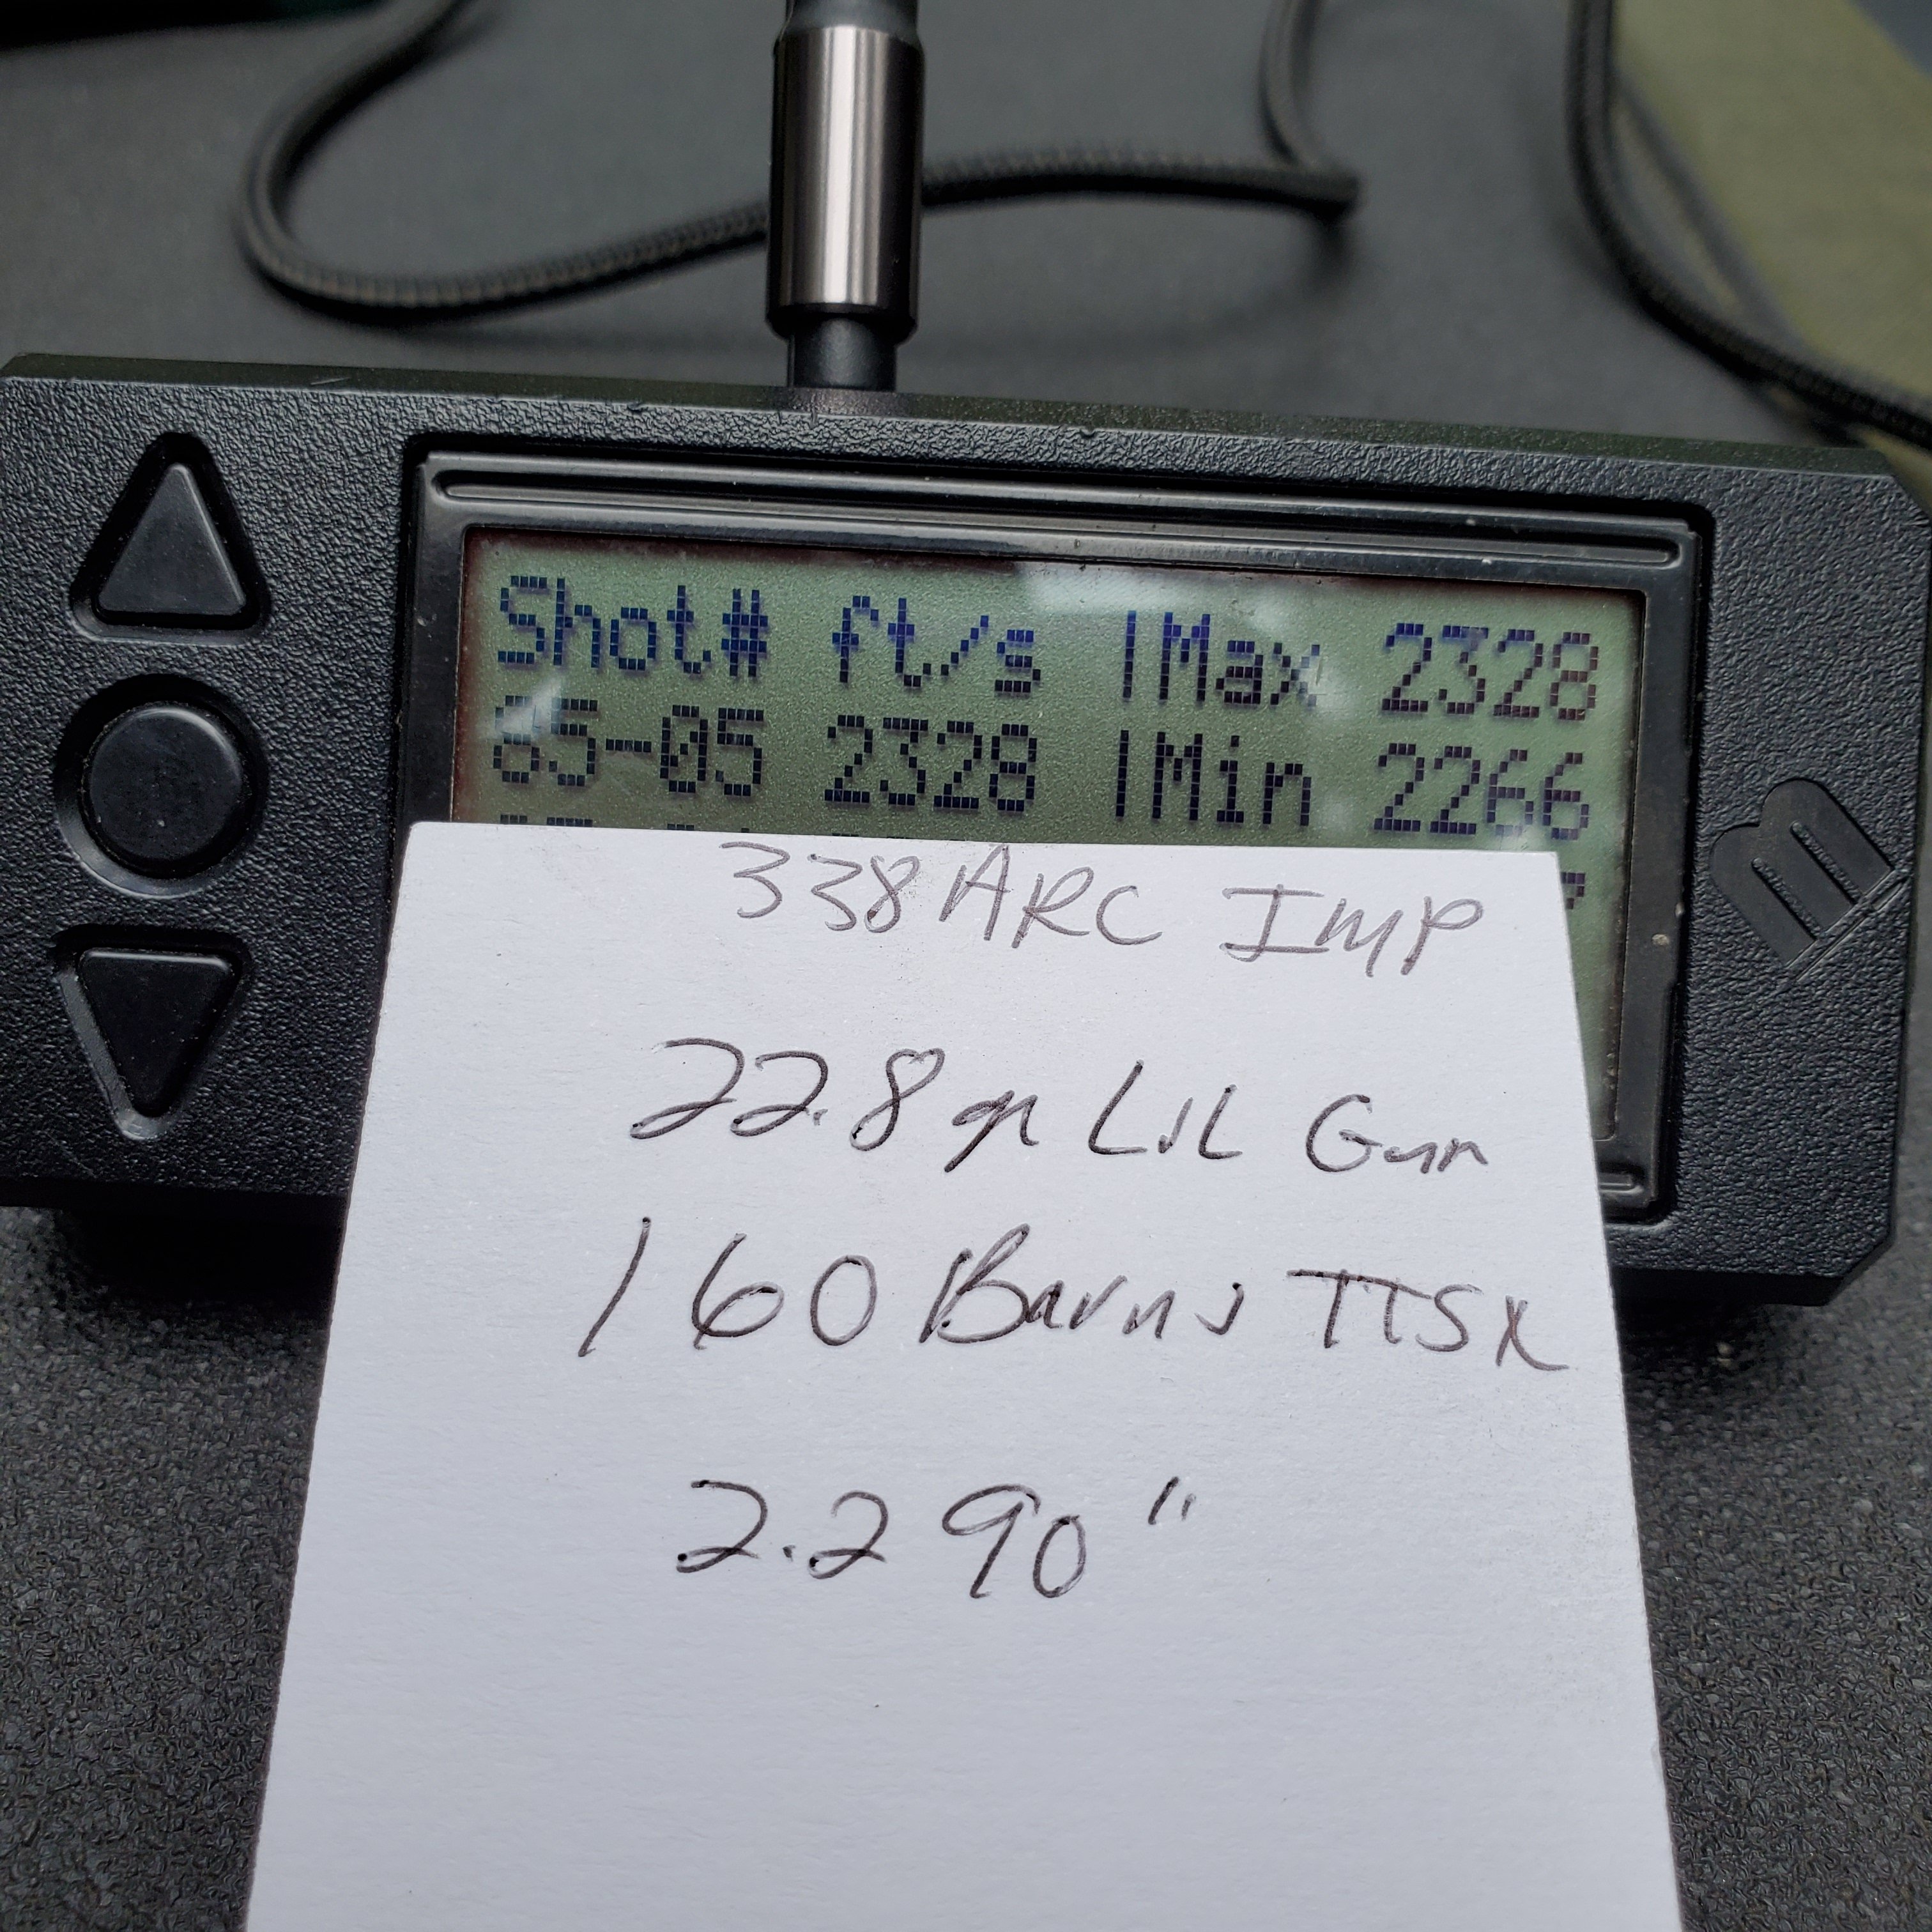 Shot# ft/s |Max 2328
65-05 2328 |Min 2266
338 ARC IMP
22.8 gr LiL Gun
160 Barns TTSX
2.290"